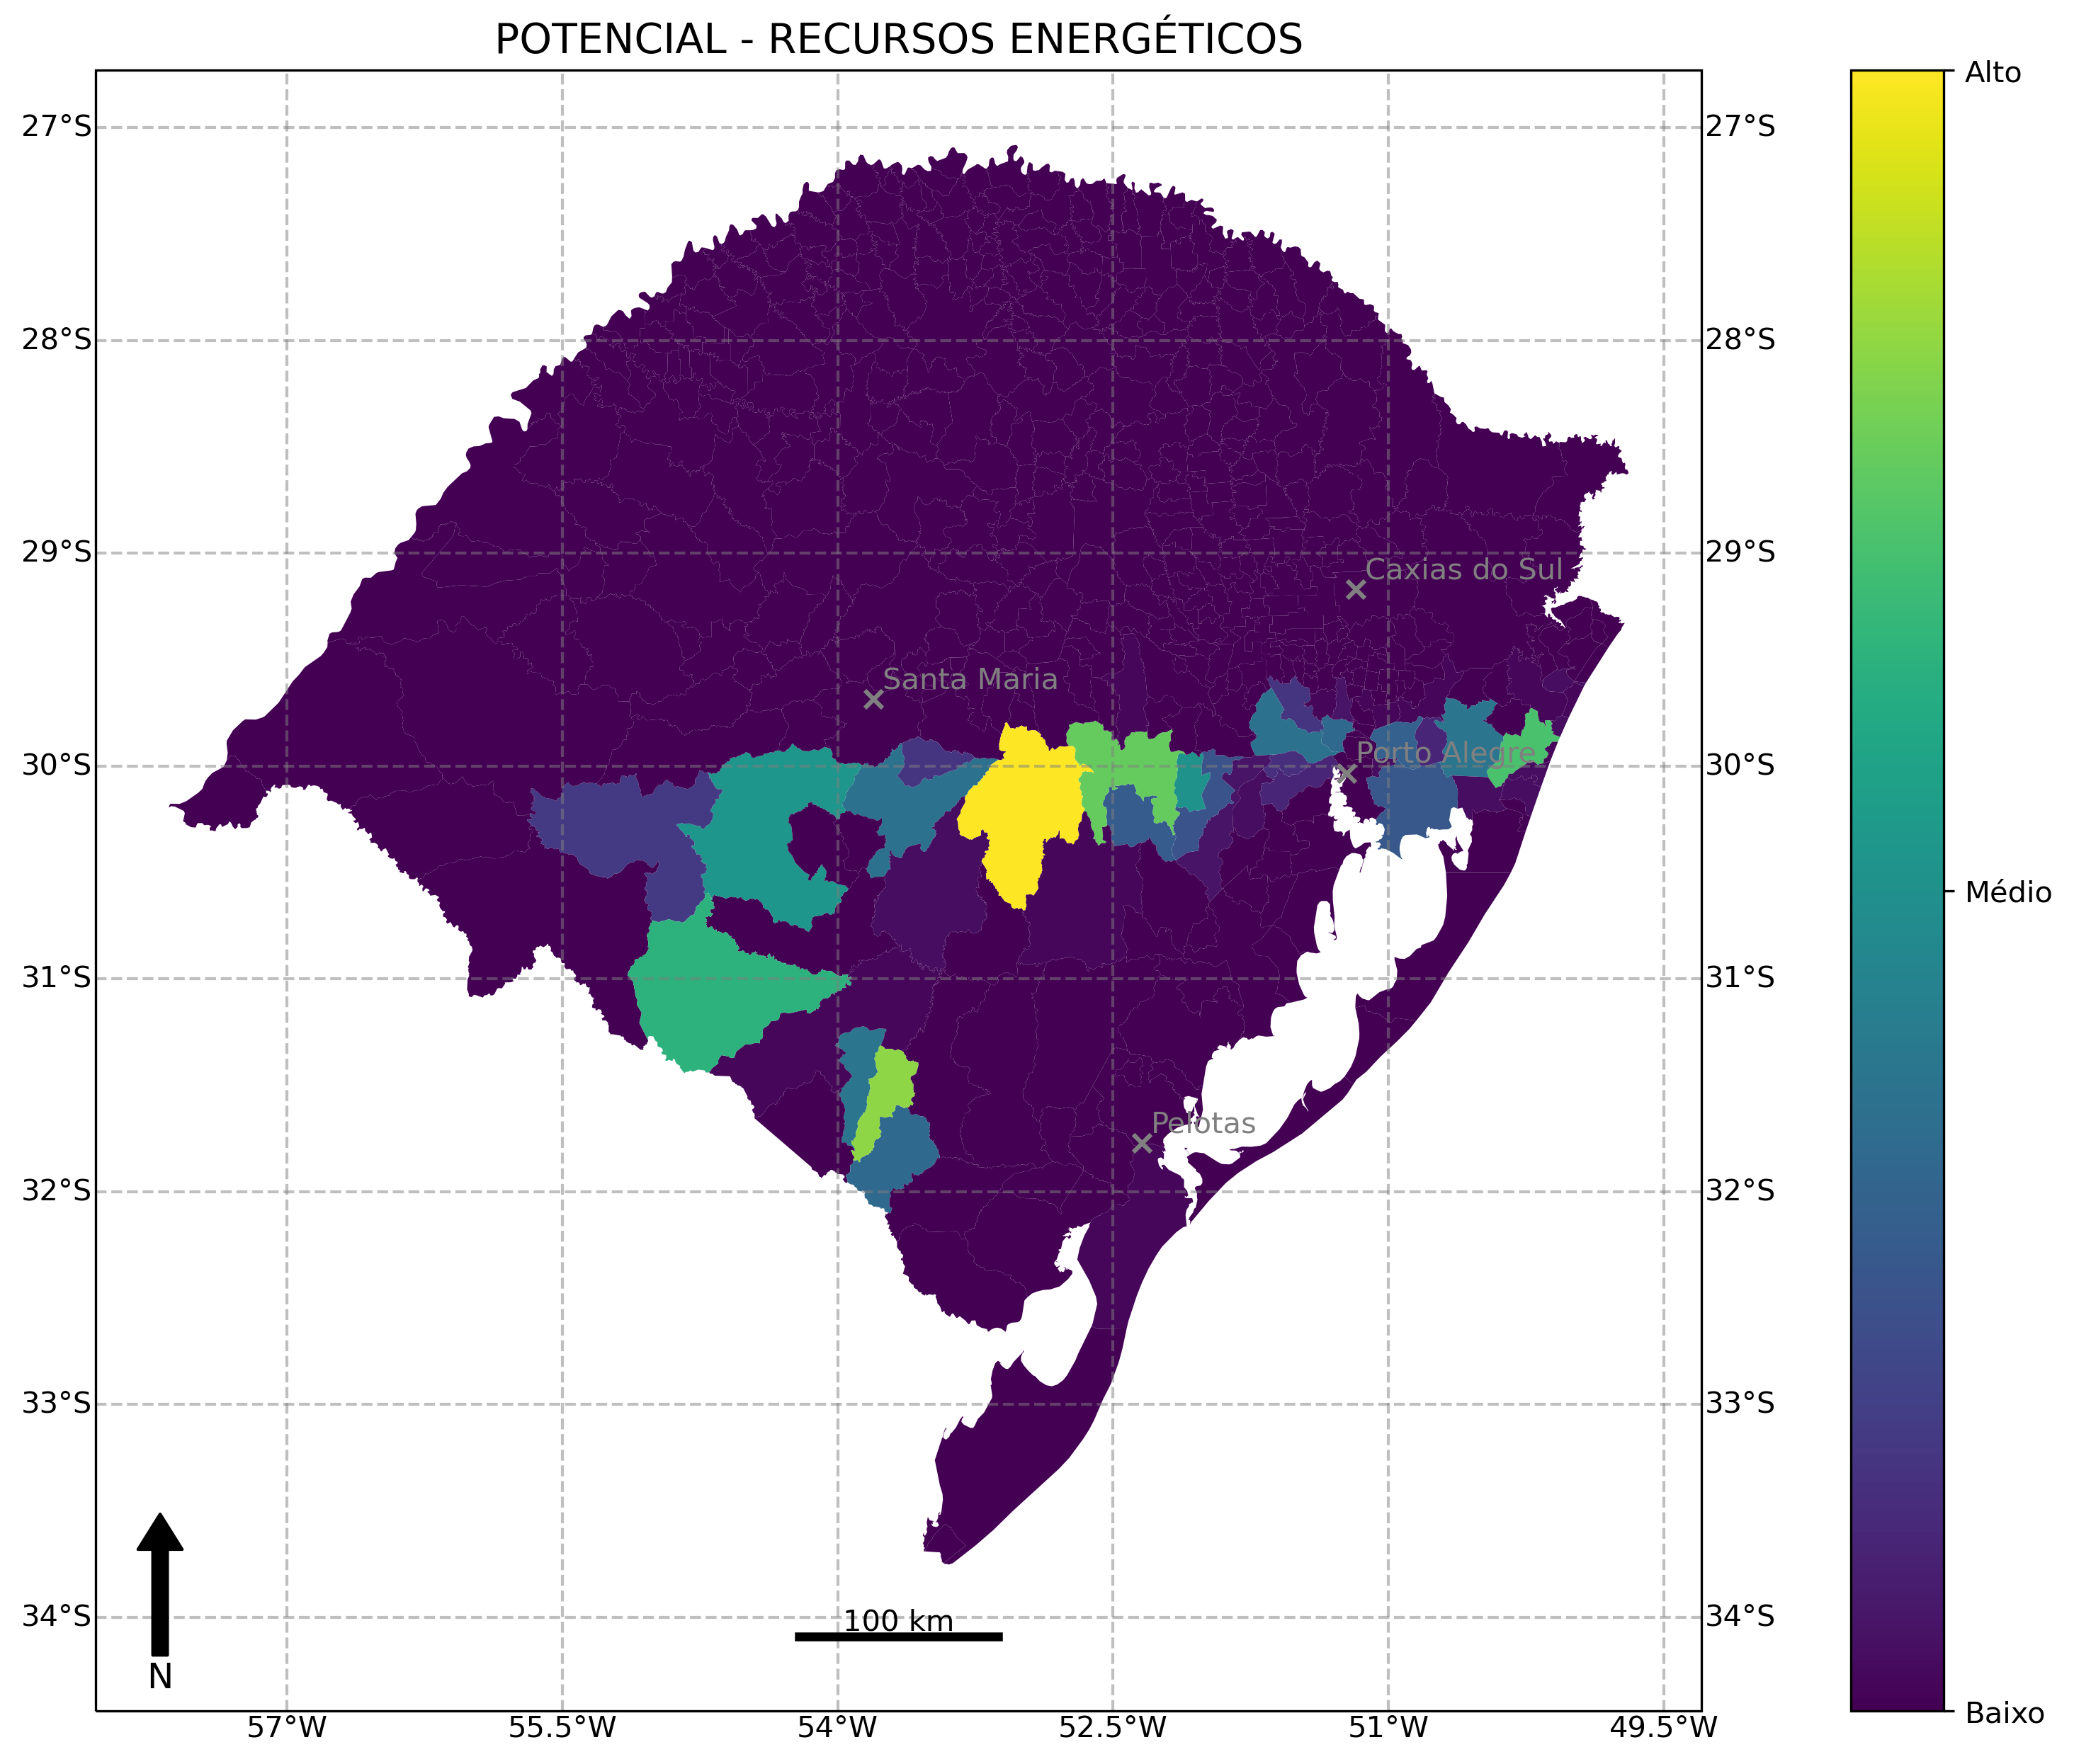 POTENCIAL - RECURSOS ENERGÉTICOS
Alto
27°S
27°S
28°S
28°S
29°S
29°S
Caxias do Sul
Santa Maria
Porto Alegre
30°S
30°S
Médio
31°S
31°S
Pelotas
32°S
32°S
33°S
33°S
34°S
34°S
100 km
N
Baixo
57°W
55.5°W
54°W
52.5°W
51°W
49.5°W